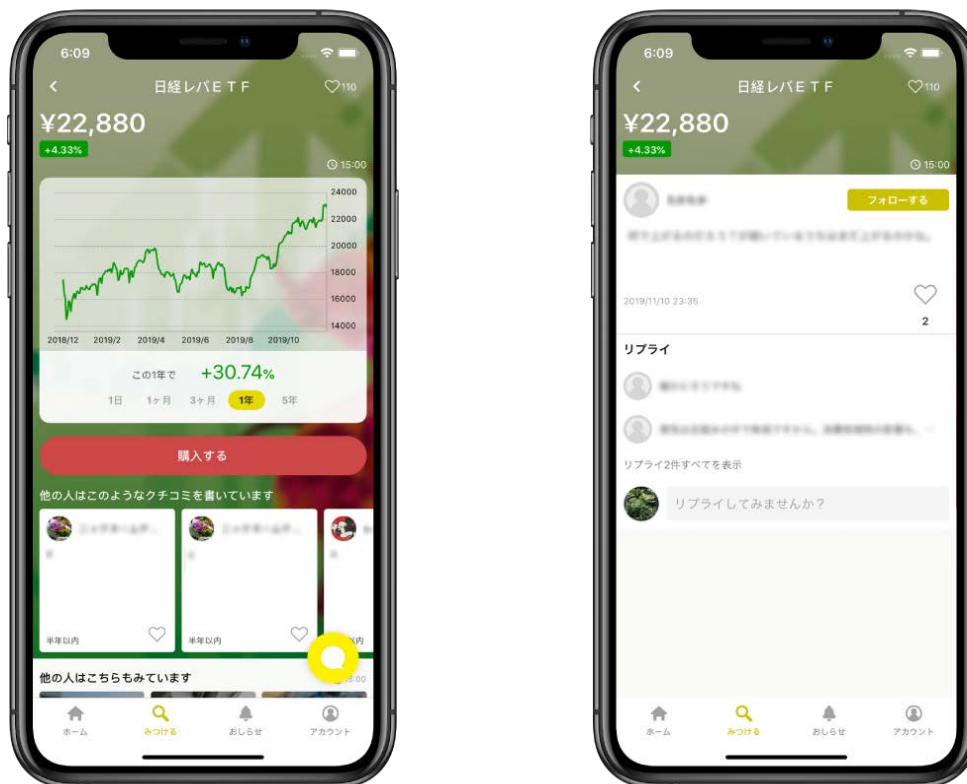 6:09
日経レバETF
110
¥22,880
+4.33%
15:00
24000
22000
20000
18000
16000
14000
2018/12 2019/2 2019/4 2019/6 2019/8 2019/10
この1年で +30.74%
1日 1ヶ月 3ヶ月 1年 5年
購入する
他の人はこのようなクチコミを書いています
半年以内
半年以内
以内
他の人はこちらもみています
15:00
ホーム みつける おしらせ アカウント
6:09
日経レバETF
110
¥22,880
+4.33%
15:00
フォローする
2019/11/10 23:35
2
リプライ
リプライ2件すべてを表示
リプライしてみませんか？
ホーム みつける おしらせ アカウント